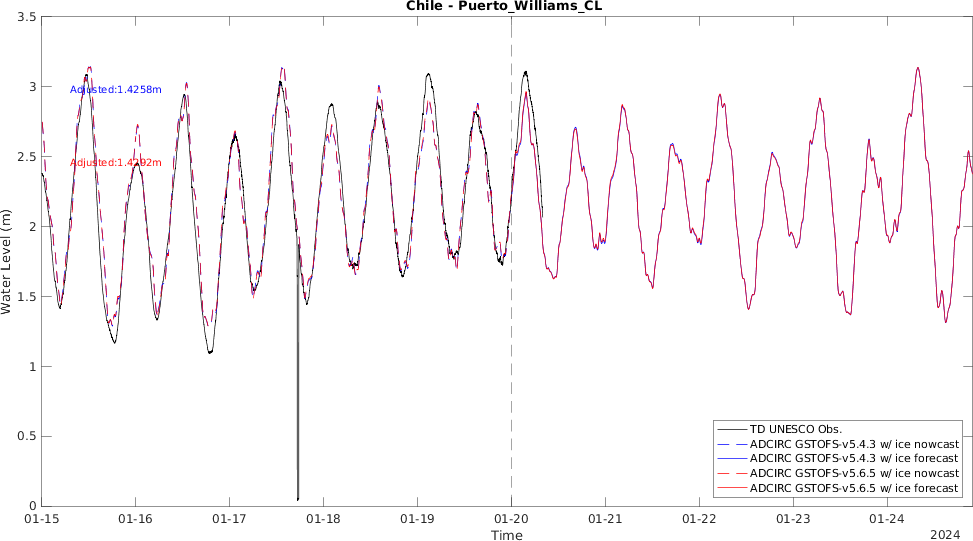 Chile - Puerto_Williams_CL
3.5
3
2.5
2
1.5
1
0.5
0
Water Level (m)
Adjusted:1.4258m
Adjusted:1.4292m
TD UNESCO Obs.
ADCIRC GSTOFS-v5.4.3 w/ ice nowcast
ADCIRC GSTOFS-v5.4.3 w/ ice forecast
ADCIRC GSTOFS-v5.6.5 w/ ice nowcast
ADCIRC GSTOFS-v5.6.5 w/ ice forecast
01-15 01-16 01-17 01-18 01-19 01-20 01-21 01-22 01-23 01-24
Time
2024